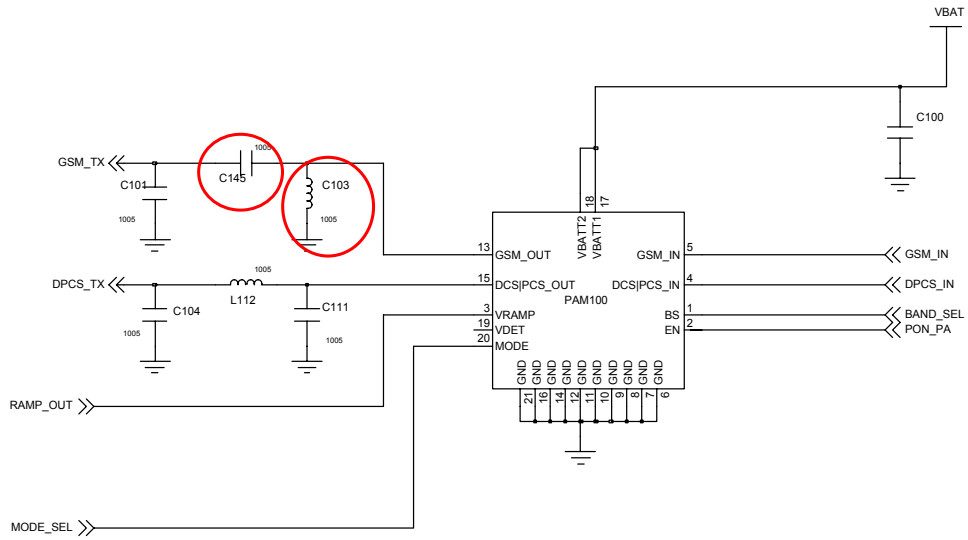 VBAT
C100
1005
GSM_TX
C145
C101
C103
1005
1005
VBATT2
VBATT1
18
17
13
GSM_OUT
GSM_IN
5
GSM_IN
1005
DPCS_TX
15
DCS|PCS_OUT
DCS|PCS_IN
4
DPCS_IN
L112
PAM100
C104
C111
3
VRAMP
BS
1
BAND_SEL
19
VDET
EN
2
PON_PA
1005
1005
20
MODE
GND
GND
GND
GND
GND
GND
GND
GND
GND
GND
21
16
14
12
11
10
9
8
7
6
RAMP_OUT
MODE_SEL